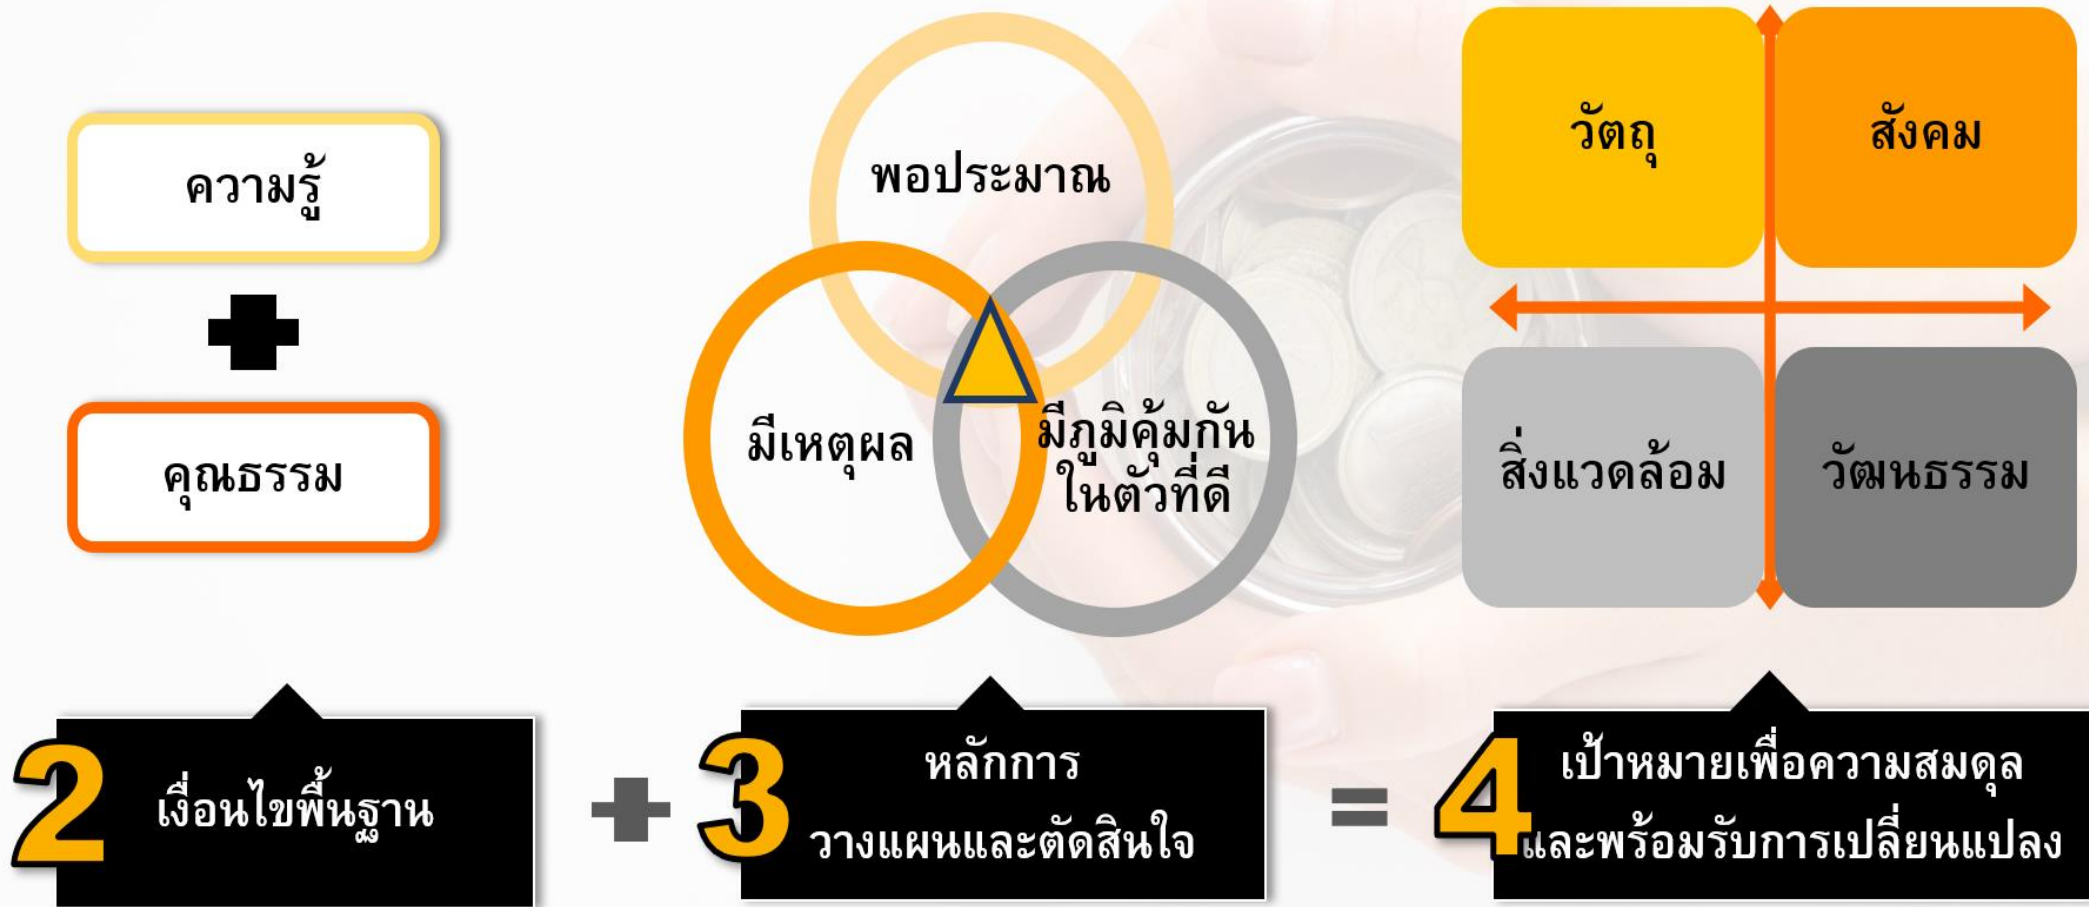 ความรู้
คุณธรรม
พอประมาณ
มีเหตุผล
มีภูมิคุ้มกัน
ในตัวที่ดี
วัตถุ
สังคม
สิ่งแวดล้อม
วัฒนธรรม
2
เงื่อนไขพื้นฐาน
3
หลักการ
วางแผนและตัดสินใจ
=
4
เป้าหมายเพื่อความสมดุล
และพร้อมรับการเปลี่ยนแปลง